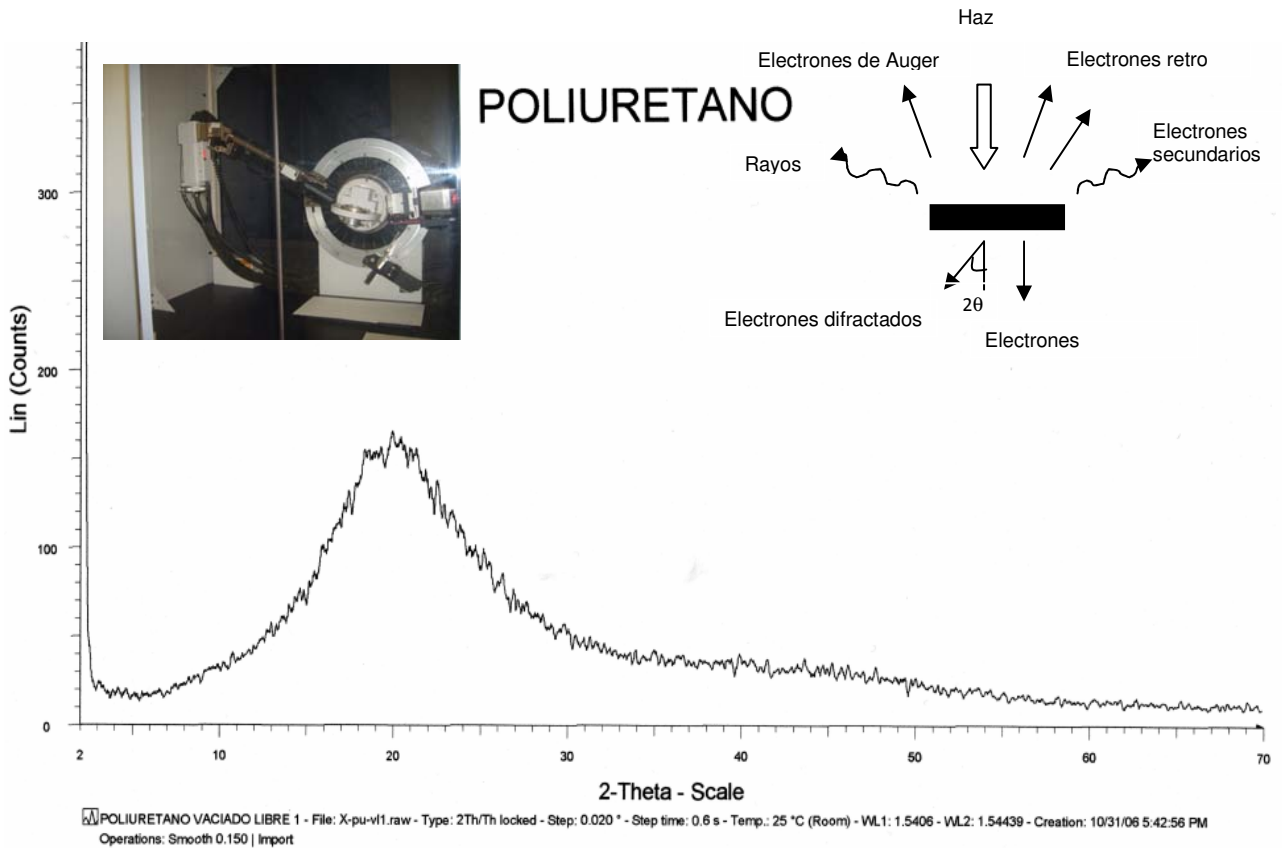 Haz
Electrones de Auger
Electrones retro
POLIURETANO
Electrones
secundarios
Rayos
2θ
Electrones difractados
Electrones
Lin (Counts)
300
200
100
0
2 10 20 30 40 50 60 70
2-Theta - Scale
POLIURETANO VACIADO LIBRE 1 - File: X-pu-vl1.raw - Type: 2Th/Th locked - Step: 0.020 ° - Step time: 0.6 s - Temp.: 25 °C (Room) - WL1: 1.5406 - WL2: 1.54439 - Creation: 10/31/06 5:42:56 PM
Operations: Smooth 0.150 | Import